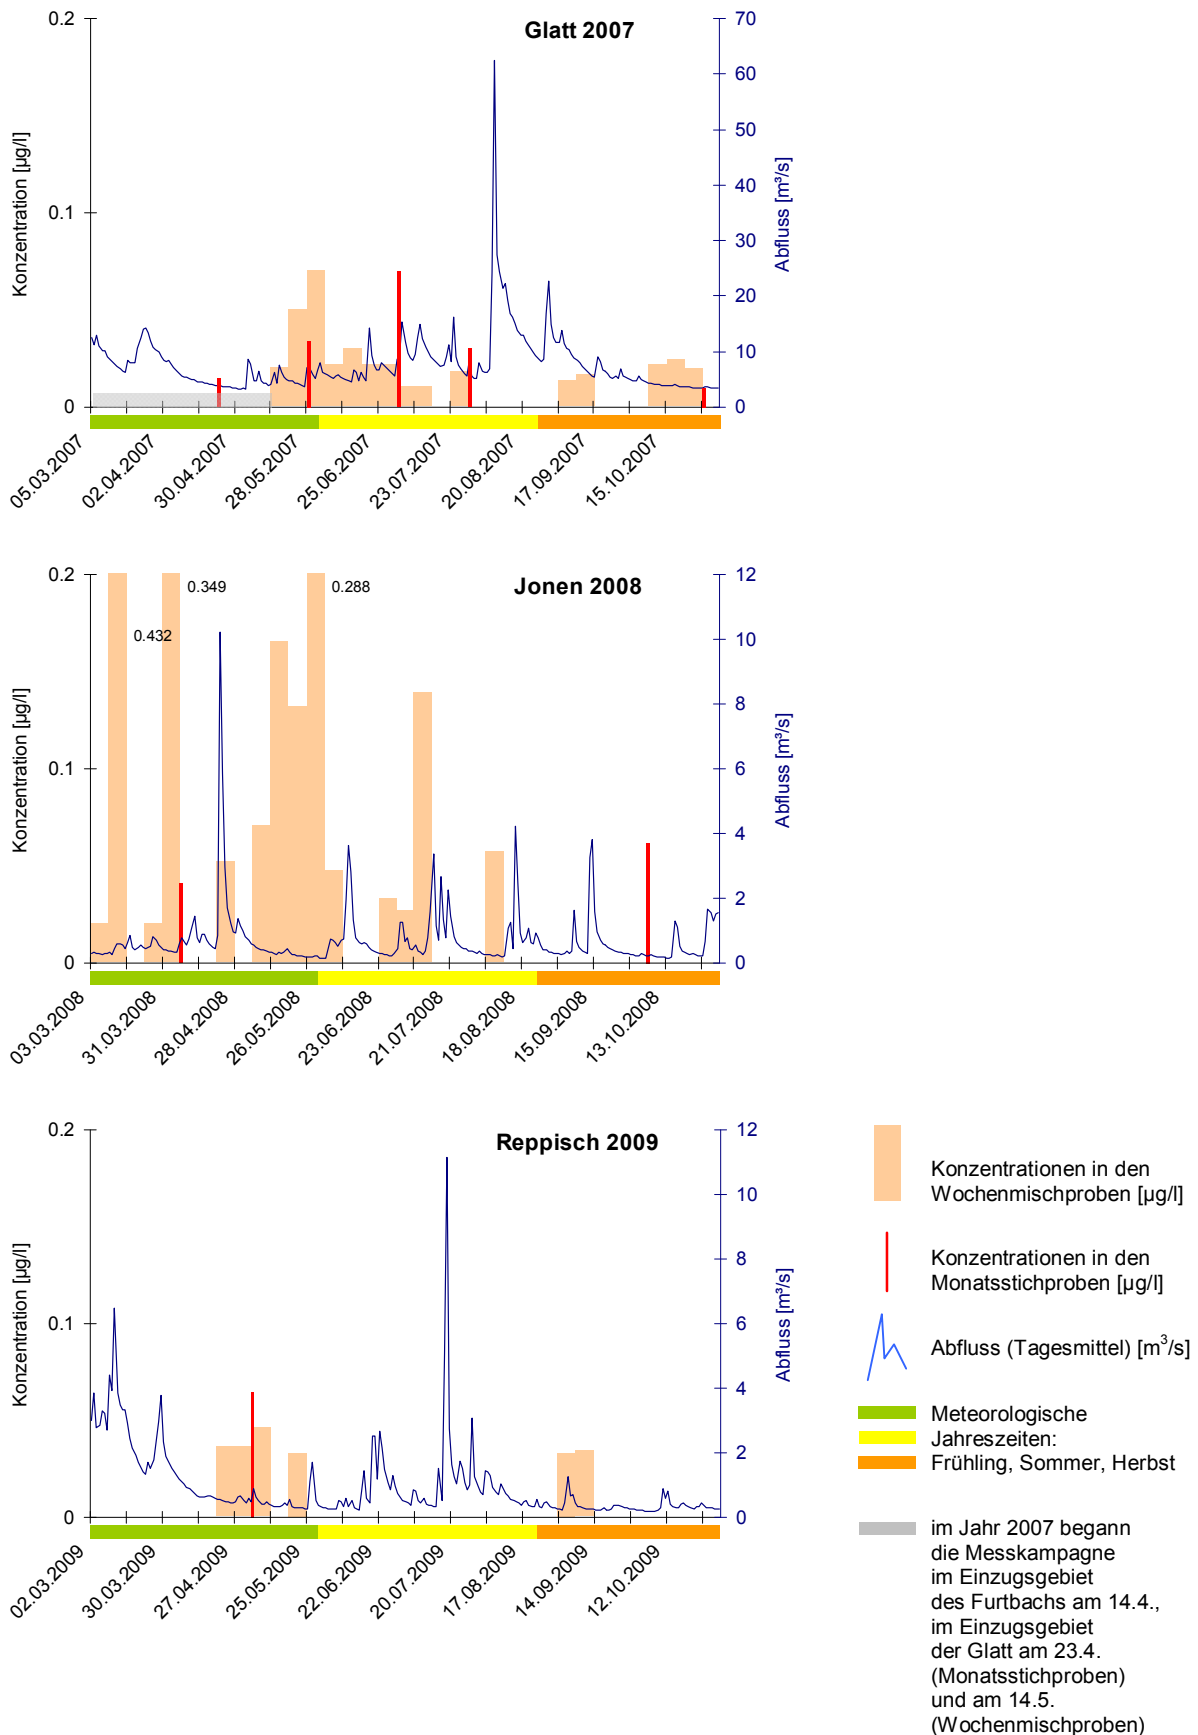 Glatt 2007
Konzentration [µg/l]
0.2
0.1
0
Abfluss [m³/s]
70
60
50
40
30
20
10
0
05.03.2007
02.04.2007
30.04.2007
28.05.2007
25.06.2007
23.07.2007
20.08.2007
17.09.2007
15.10.2007
Jonen 2008
Konzentration [µg/l]
0.2
0.1
0
0.432
0.349
0.288
Abfluss [m³/s]
12
10
8
6
4
2
0
03.03.2008
31.03.2008
28.04.2008
26.05.2008
23.06.2008
21.07.2008
18.08.2008
15.09.2008
13.10.2008
Reppisch 2009
Konzentration [µg/l]
0.2
0.1
0
Abfluss [m³/s]
12
10
8
6
4
2
0
02.03.2009
30.03.2009
27.04.2009
25.05.2009
22.06.2009
20.07.2009
17.08.2009
14.09.2009
12.10.2009
Konzentrationen in den
Wochenmischproben [µg/l]
Konzentrationen in den
Monatsstichproben [µg/l]
Abfluss (Tagesmittel) [m³/s]
Meteorologische
Jahreszeiten:
Frühling, Sommer, Herbst
im Jahr 2007 begann
die Messkampagne
im Einzugsgebiet
des Furtbachs am 14.4.,
im Einzugsgebiet
der Glatt am 23.4.
(Monatsstichproben)
und am 14.5.
(Wochenmischproben)